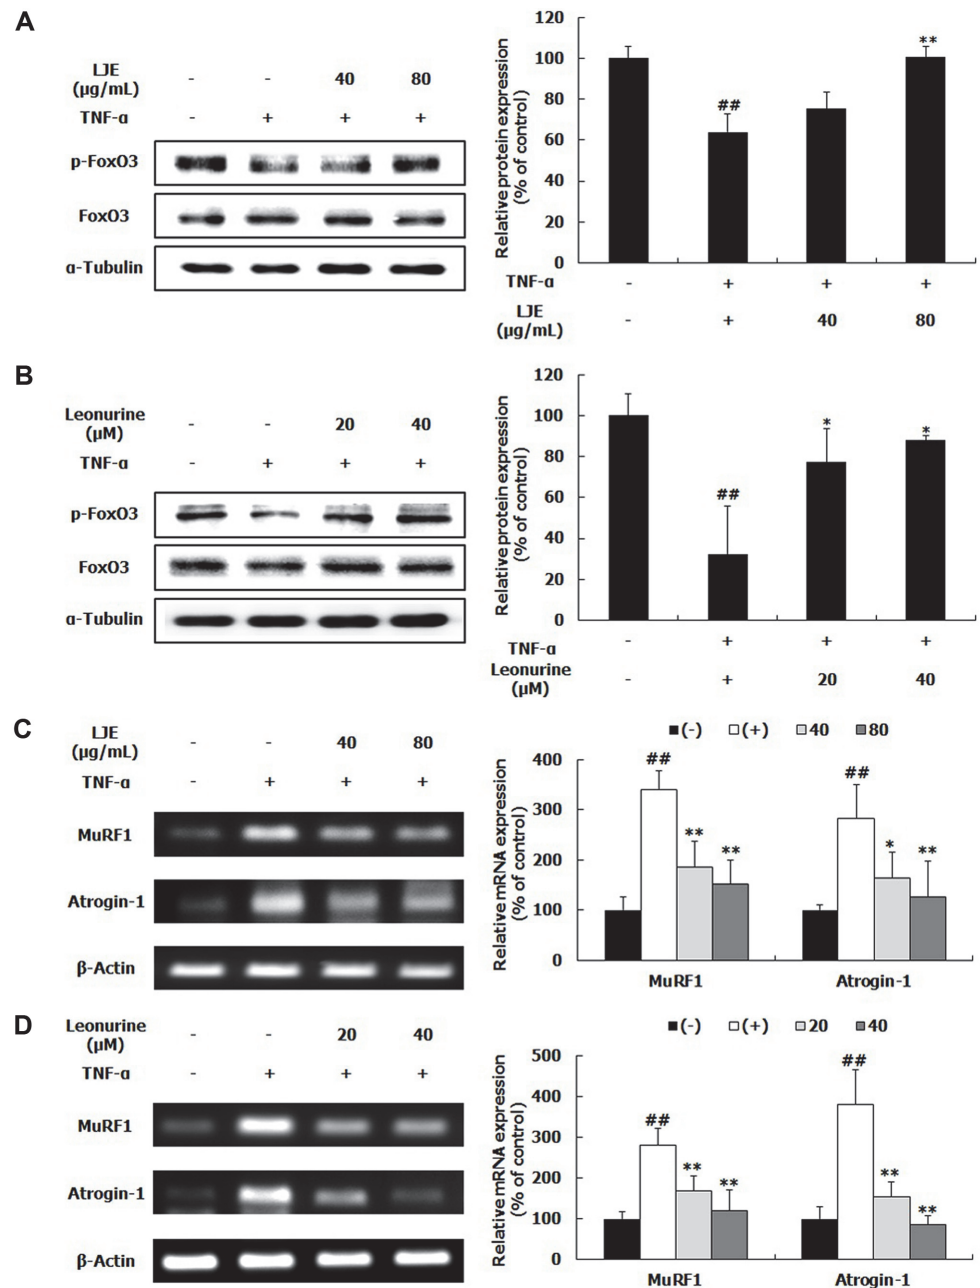 A
LJE
(µg/mL)
- - 40 80
TNF-α
- + + +
p-FoxO3
FoxO3
α-Tubulin
Relative protein expression
(% of control)
120
100
80
60
40
20
0
##
**
TNF-α
- + + +
LJE
(µg/mL)
- + 40 80
B
Leonurine
(µM)
- - 20 40
TNF-α
- + + +
p-FoxO3
FoxO3
α-Tubulin
Relative protein expression
(% of control)
120
100
80
60
40
20
0
##
*
*
TNF-α
- + + +
Leonurine
(µM)
- + 20 40
C
LJE
(µg/mL)
- - 40 80
TNF-α
- + + +
MuRF1
Atrogin-1
β-Actin
(-) (+) 40 80
Relative mRNA expression
(% of control)
400
300
200
100
0
##
**
**
##
*
**
MuRF1 Atrogin-1
D
Leonurine
(µM)
- - 20 40
TNF-α
- + + +
MuRF1
Atrogin-1
β-Actin
(-) (+) 20 40
Relative mRNA expression
(% of control)
500
400
300
200
100
0
##
**
**
##
**
**
MuRF1 Atrogin-1